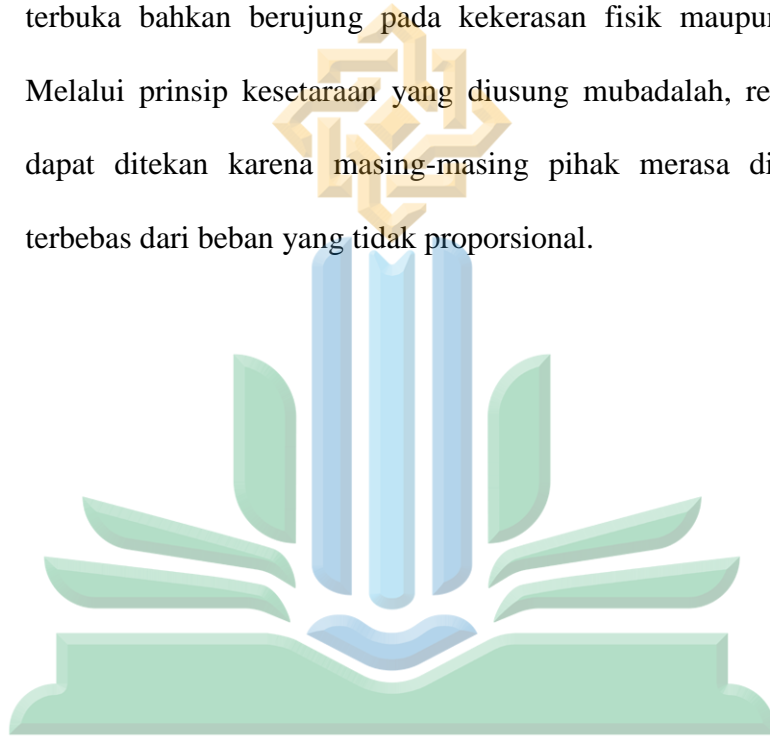 terbuka bahkan berujung pada kekerasan fisik maupun
Melalui prinsip kesetaraan yang diusung mubadalah, re
dapat ditekan karena masing-masing pihak merasa di
terbebas dari beban yang tidak proporsional.